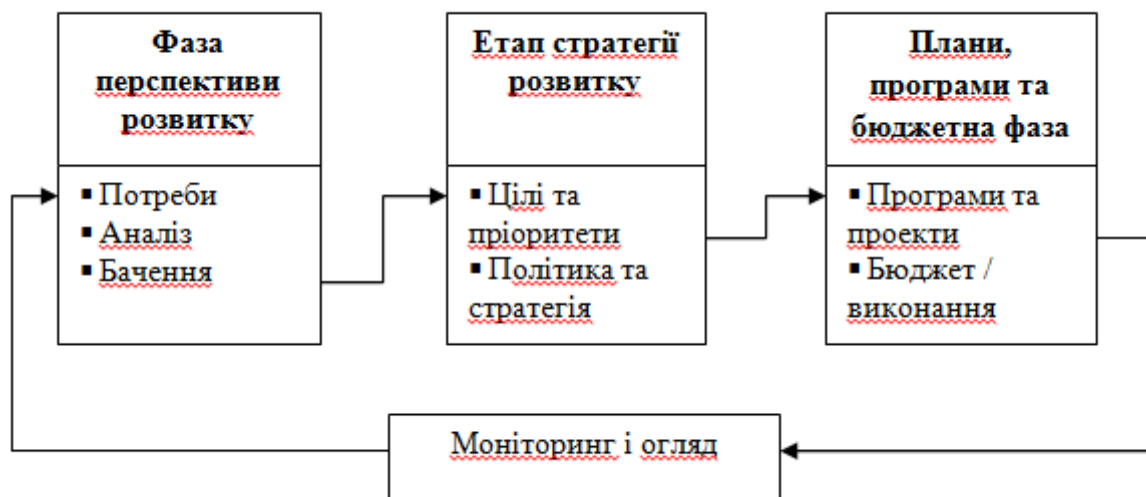 Фаза
перспективи
розвитку
▪ Потреби
▪ Аналіз
▪ Бачення
Етап стратегії
розвитку
▪ Цілі та
пріоритети
▪ Політика та
стратегія
Плани,
програми та
бюджетна фаза
▪ Програми та
проекти
▪ Бюджет /
виконання
Моніторинг і огляд